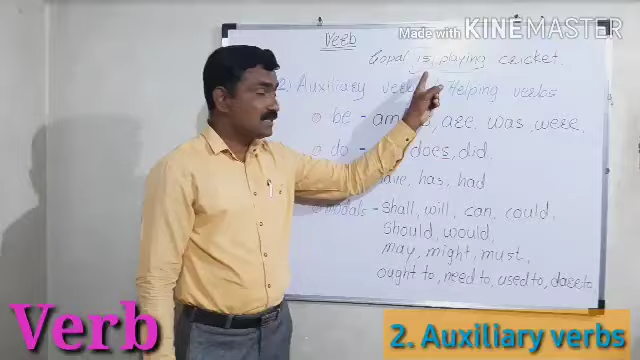 Made with KINEMASTER
Verb
Gopal is playing cricket.
2. Auxiliary verbs Helping verbs
be - am, are, was, were.
do - does, did
have, has, had
modals - shall, will, can, could,
should, would,
may, might, must,
ought to, need to, used to, dare to
Verb
2. Auxiliary verbs